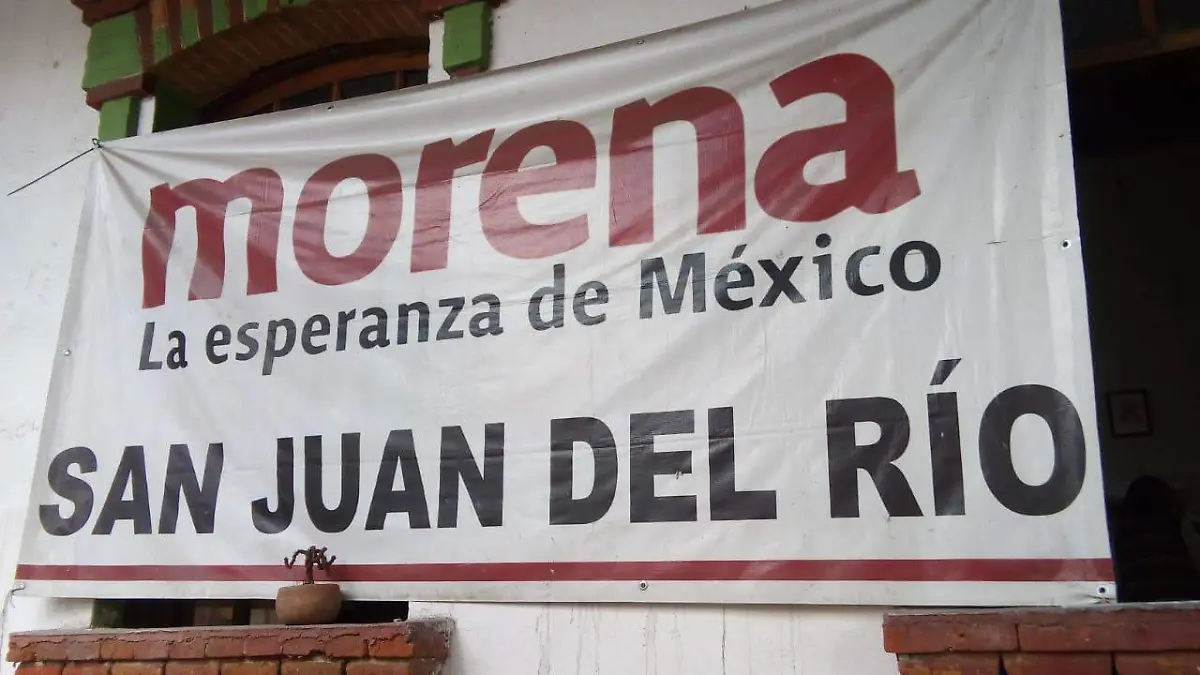 morena
La esperanza de México
SAN JUAN DEL RÍO